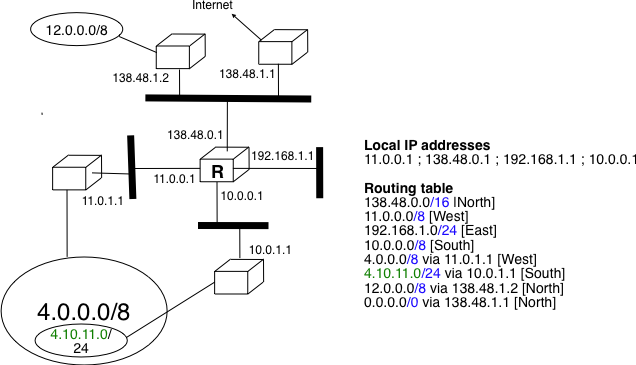 Internet
12.0.0.0/8
138.48.1.2
138.48.1.1
138.48.0.1
192.168.1.1
R
11.0.0.1
11.0.1.1
10.0.0.1
10.0.1.1
4.0.0.0/8
4.10.11.0/
24
Local IP addresses
11.0.0.1 ; 138.48.0.1 ; 192.168.1.1 ; 10.0.0.1
Routing table
138.48.0.0/16 |North]
11.0.0.0/8 [West]
192.168.1.0/24 [East]
10.0.0.0/8 [South]
4.0.0.0/8 via 11.0.1.1 [West]
4.10.11.0/24 via 10.0.1.1 [South]
12.0.0.0/8 via 138.48.1.2 [North]
0.0.0.0/0 via 138.48.1.1 [North]